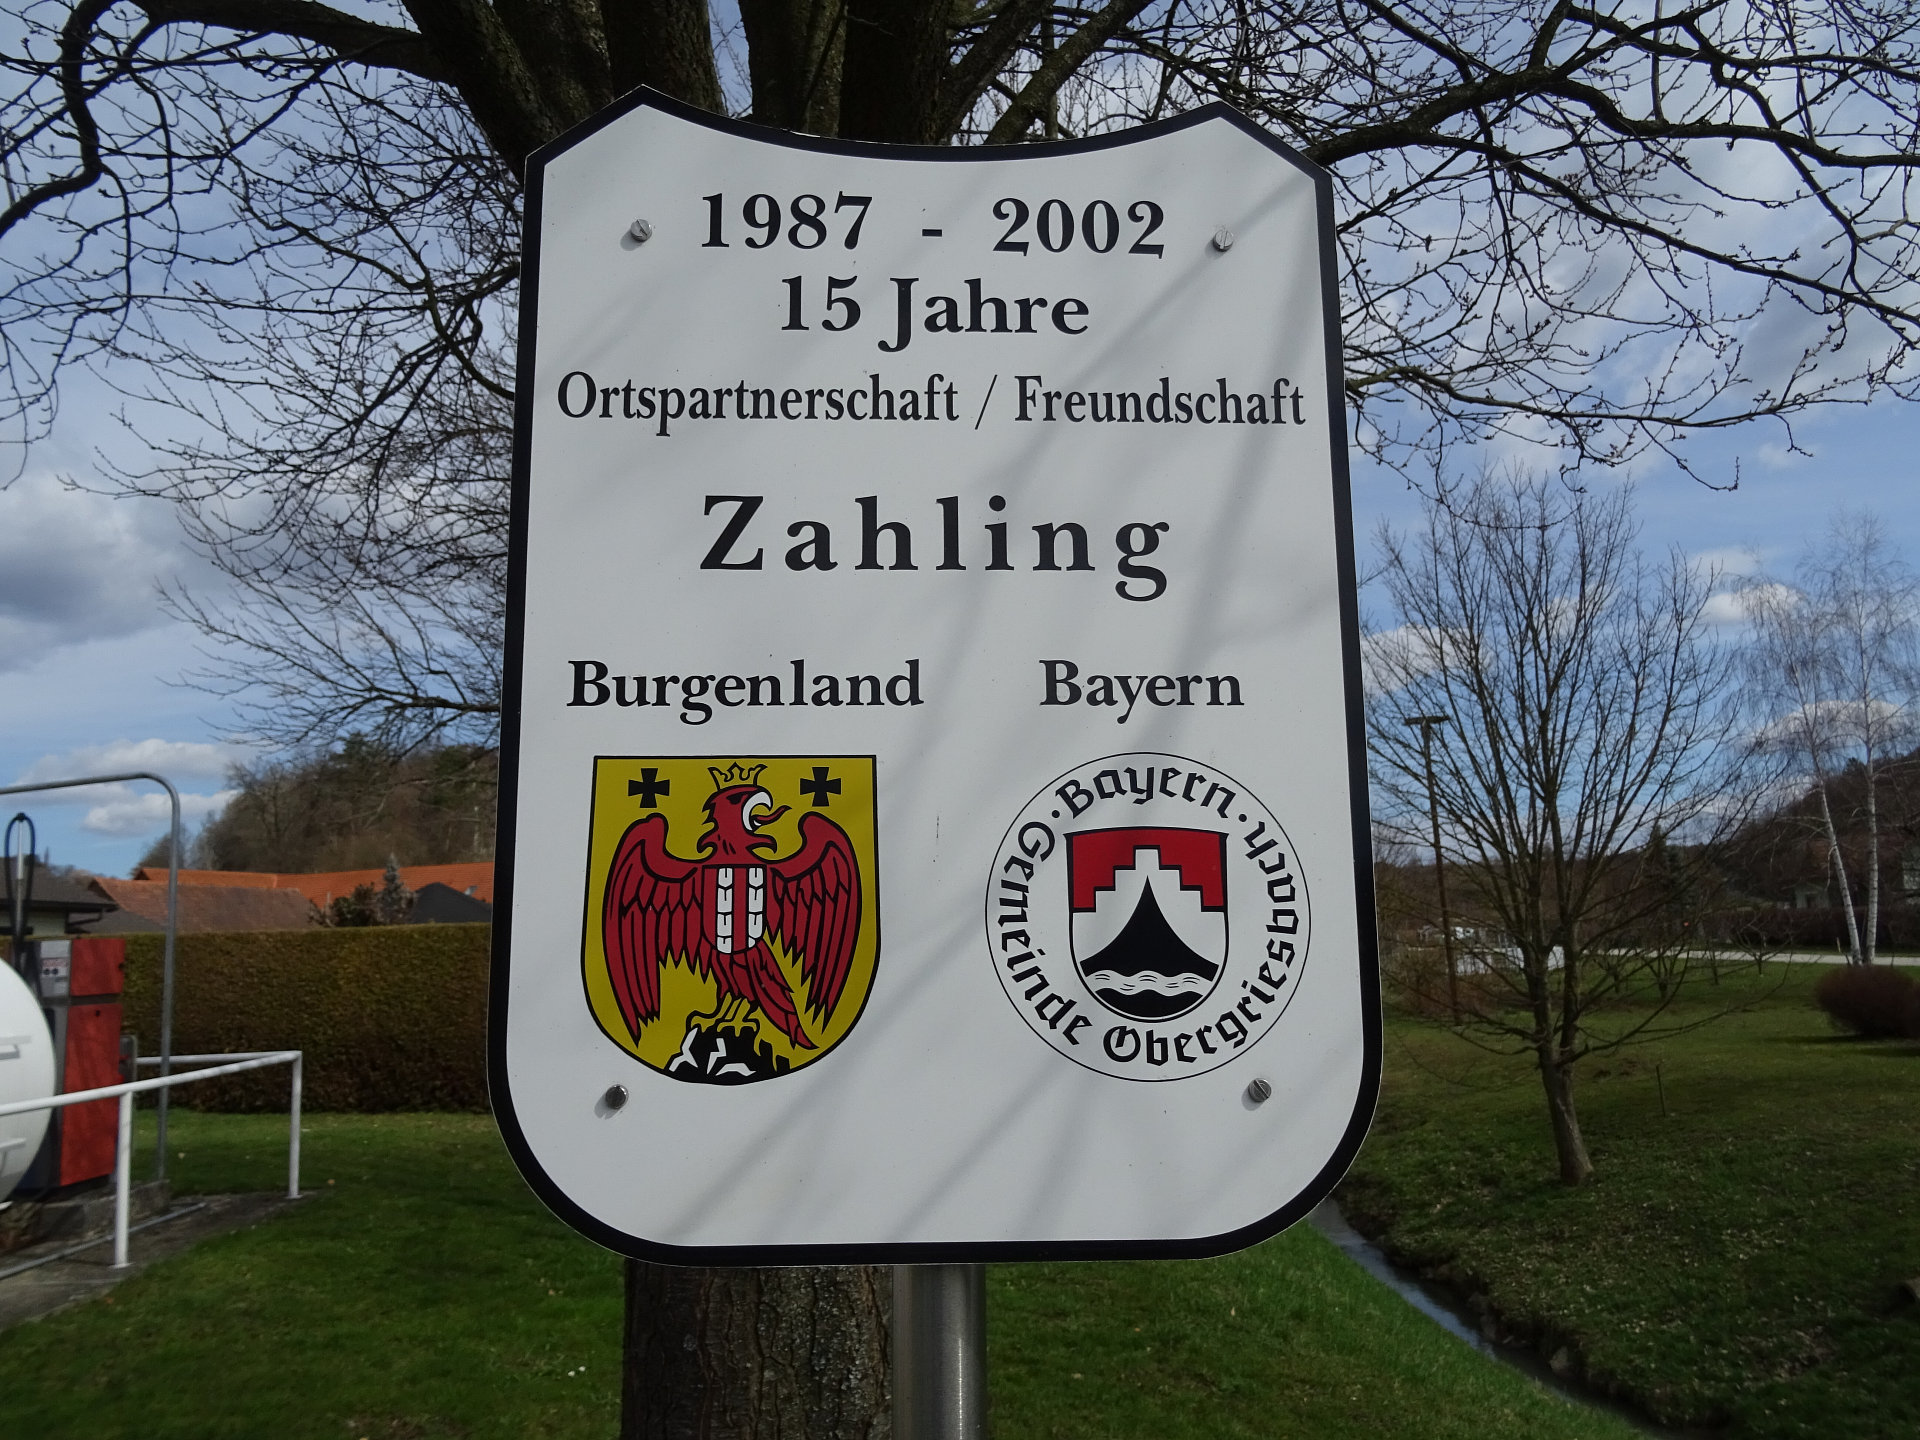 1987 - 2002
15 Jahre
Ortspartnerschaft / Freundschaft
Zahling
Burgenland
Bayern
· Bayern ·
Gemeinde Obergriesbach